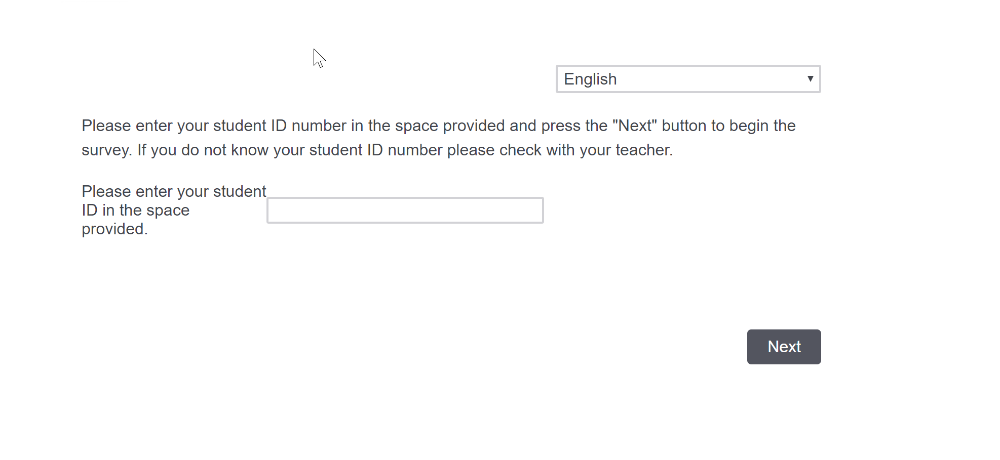 English
Please enter your student ID number in the space provided and press the "Next" button to begin the
survey. If you do not know your student ID number please check with your teacher.
Please enter your student
ID in the space
provided.
Next